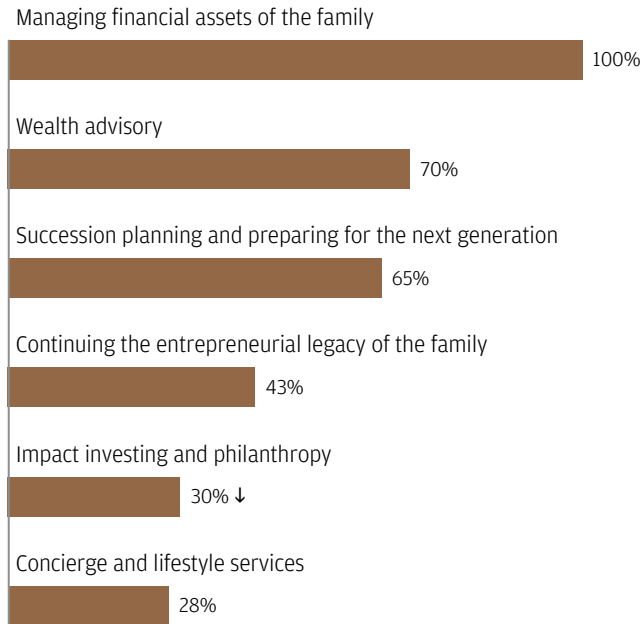 Managing financial assets of the family
100%
Wealth advisory
70%
Succession planning and preparing for the next generation
65%
Continuing the entrepreneurial legacy of the family
43%
Impact investing and philanthropy
30% ↓
Concierge and lifestyle services
28%